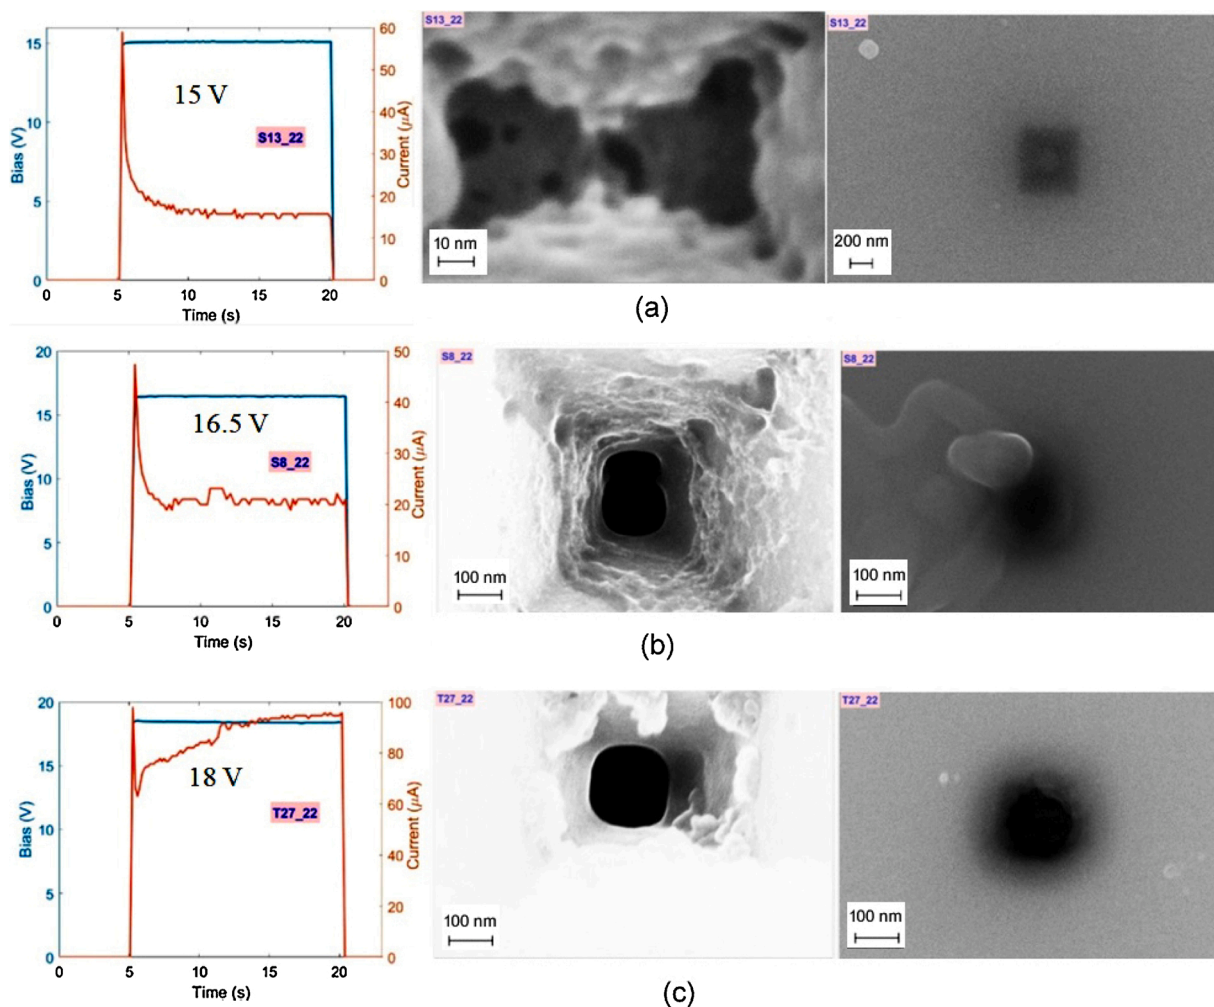 S13_22
S13_22
15
10
5
0
Bias (V)
15 V
S13_22
60
50
40
30
20
10
0
Current (μA)
0 5 10 15 20
Time (s)
10 nm
200 nm
(a)
S8_22
S8_22
20
15
10
5
0
Bias (V)
16.5 V
S8_22
50
40
30
20
10
0
Current (μA)
0 5 10 15 20
Time (s)
100 nm
100 nm
(b)
T27_22
T27_22
20
15
10
5
0
Bias (V)
18 V
T27_22
100
80
60
40
20
0
Current (μA)
0 5 10 15 20
Time (s)
100 nm
100 nm
(c)